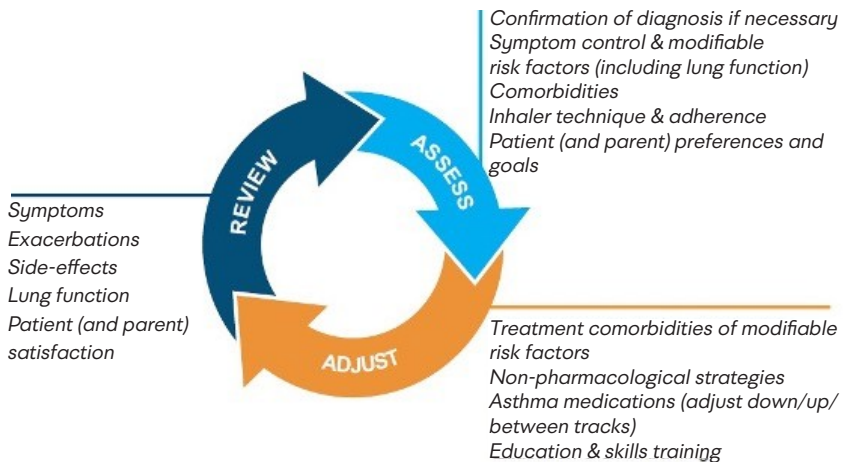 Confirmation of diagnosis if necessary
Symptom control & modifiable
risk factors (including lung function)
Comorbidities
Inhaler technique & adherence
Patient (and parent) preferences and
goals
ASSESS
REVIEW
Symptoms
Exacerbations
Side-effects
Lung function
Patient (and parent)
satisfaction
ADJUST
Treatment comorbidities of modifiable
risk factors
Non-pharmacological strategies
Asthma medications (adjust down/up/
between tracks)
Education & skills training